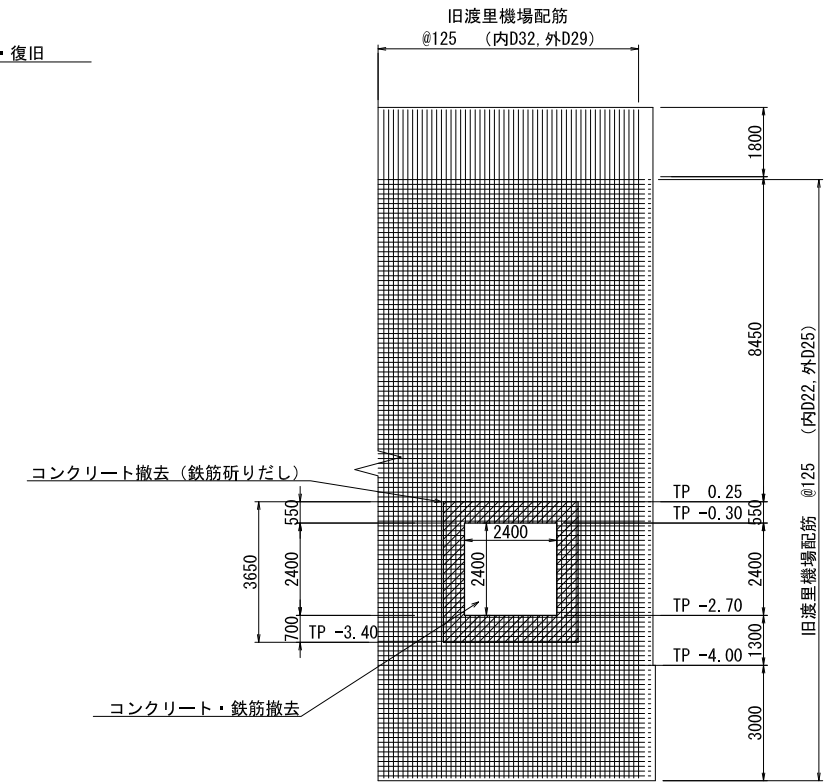 旧渡里機場配筋
@125 (内D32, 外D29)
・復旧
1800
8450
旧渡里機場配筋 @125 (内D22, 外D25)
コンクリート撤去（鉄筋斫りだし）
TP 0.25
550
550
TP -0.30
2400
3650
2400
2400
2400
TP -2.70
700
TP -3.40
1300
TP -4.00
コンクリート・鉄筋撤去
3000